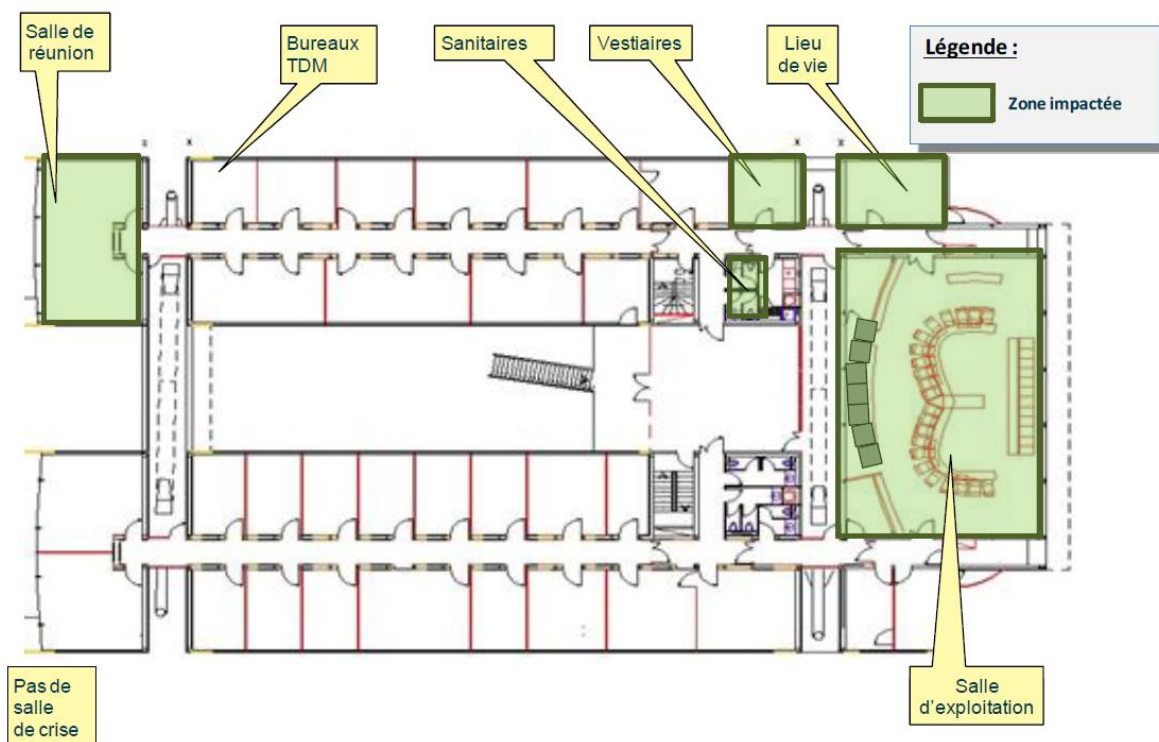 Salle de
réunion
Bureaux
TDM
Sanitaires
Vestiaires
Lieu
de vie
Légende :
Zone impactée
x
x
x
x
Pas de
salle
de crise
Salle
d'exploitation